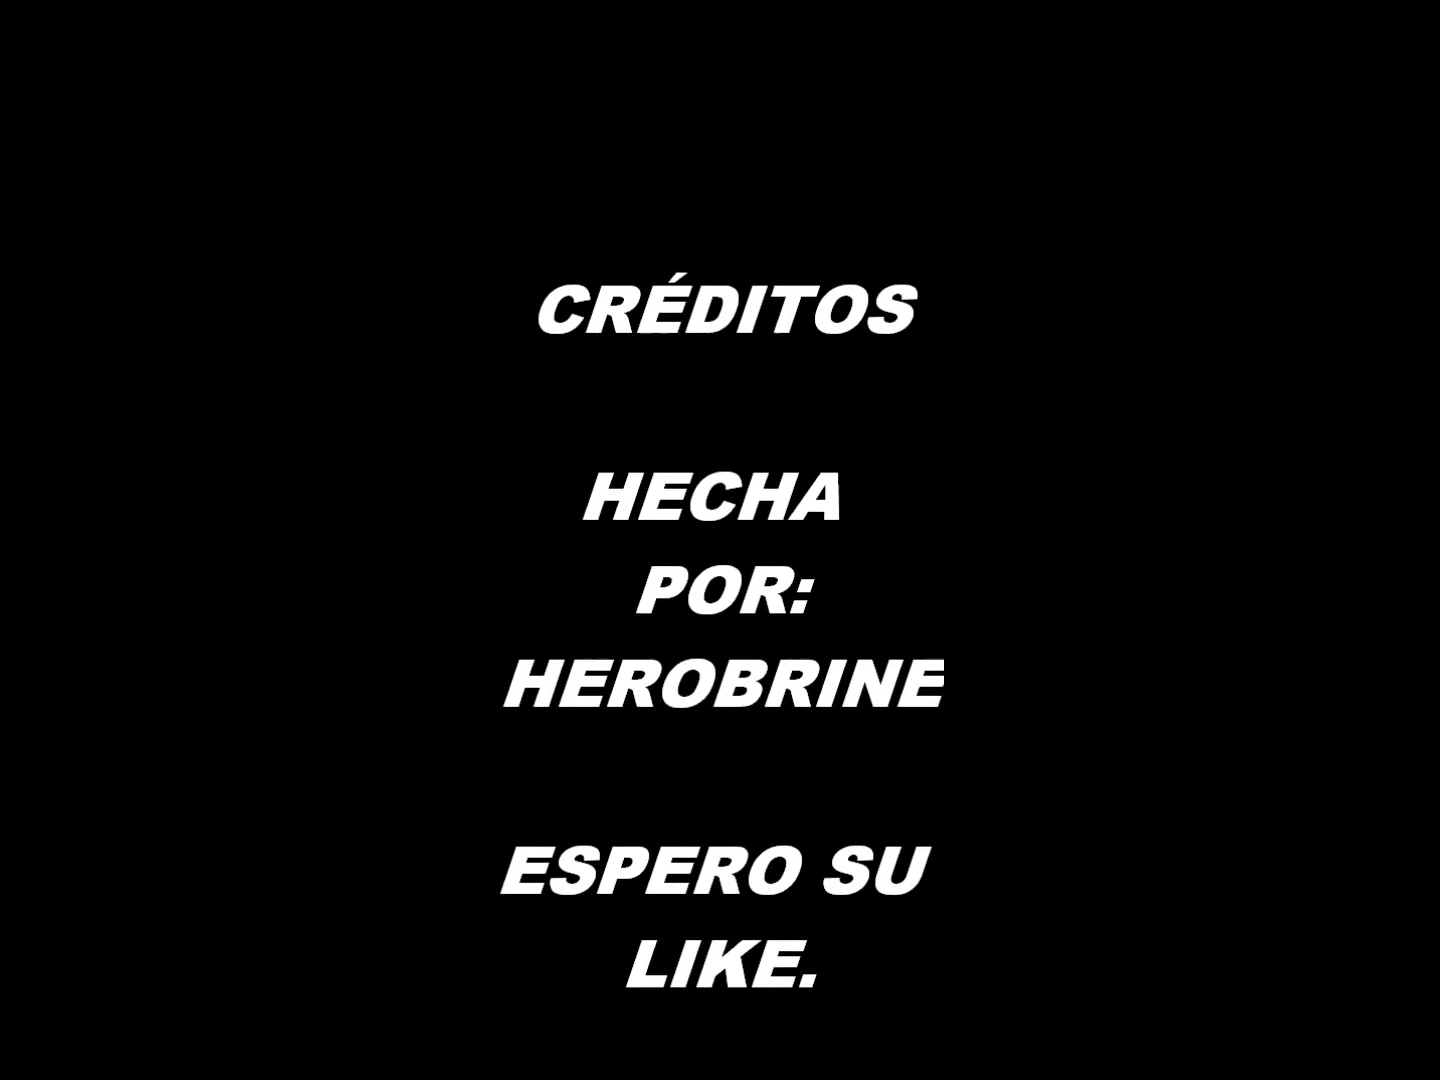 CRÉDITOS
HECHA
POR:
HEROBRINE
ESPERO SU
LIKE.